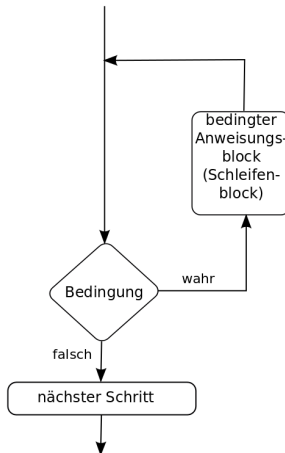 bedingter
Anweisungs-
block
(Schleifen-
block)
wahr
Bedingung
falsch
nächster Schritt